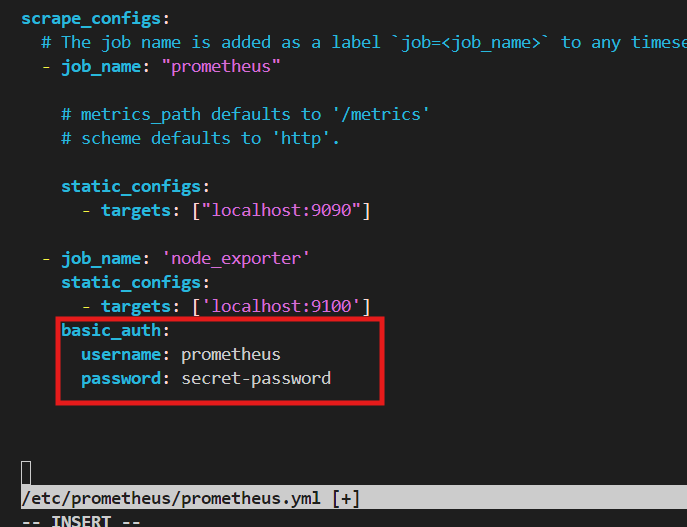 scrape_configs:
# The job name is added as a label `job=<job_name>` to any timese
- job_name: "prometheus"
# metrics_path defaults to '/metrics'
# scheme defaults to 'http'.
static_configs:
- targets: ["localhost:9090"]
- job_name: 'node_exporter'
static_configs:
- targets: ['localhost:9100']
basic_auth:
username: prometheus
password: secret-password
/etc/prometheus/prometheus.yml [+]
-- INSERT --